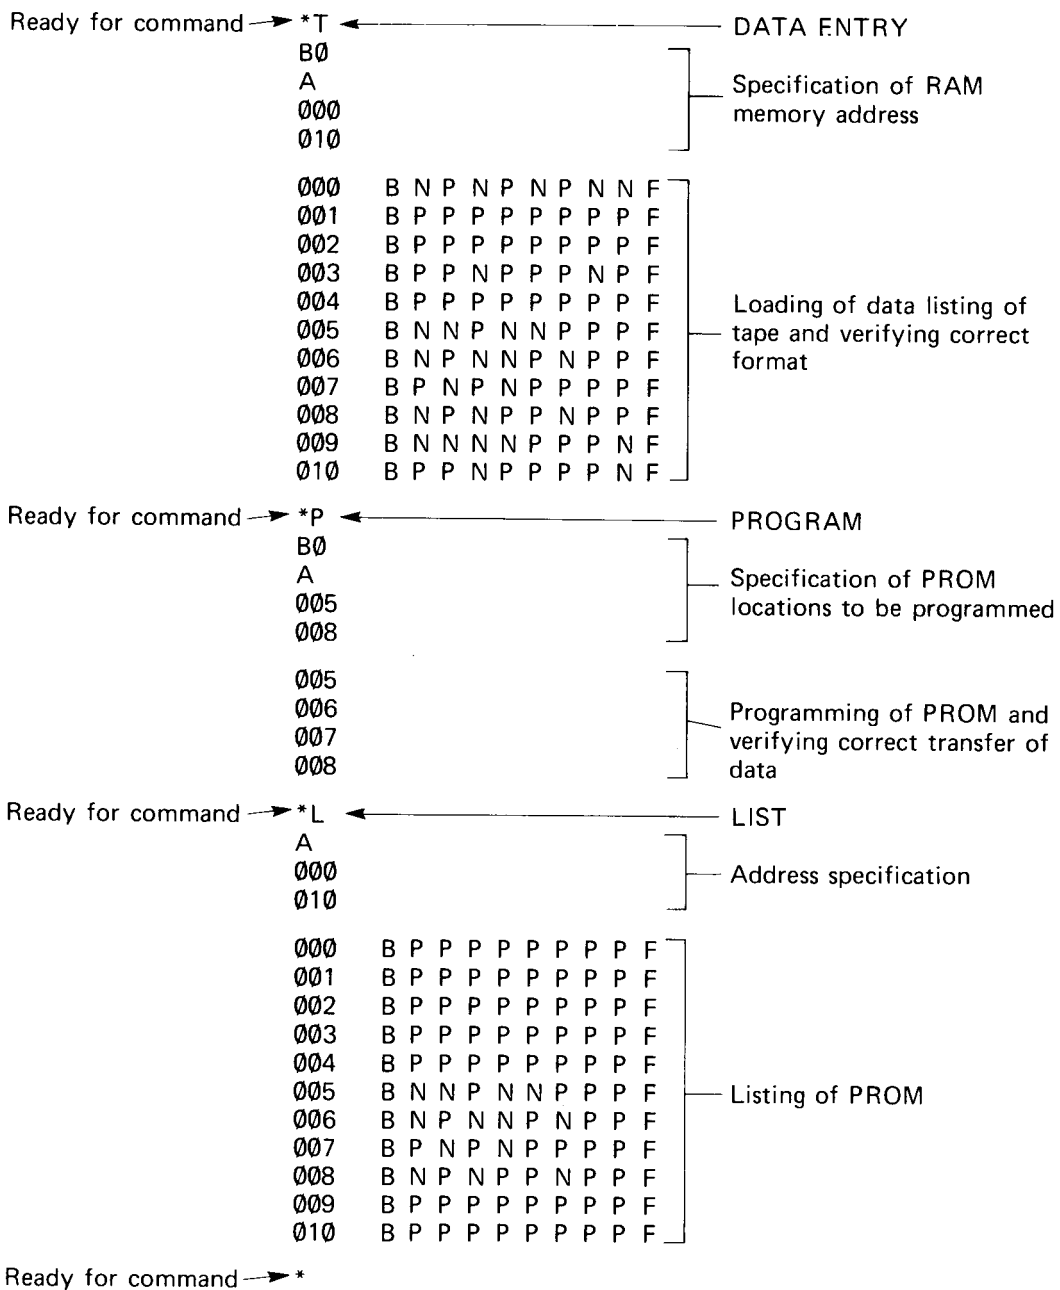 Ready for command *T DATA ENTRY
BØ
A
Specification of RAM
ØØØ
memory address
Ø1Ø
ØØØ B N P N P N P N N F
ØØ1 B P P P P P P P P F
ØØ2 B P P P P P P P P F
ØØ3 B P P N P P P N P F
ØØ4 B P P P P P P P P F
Loading of data listing of
ØØ5 B N N P N N P P P F
tape and verifying correct
ØØ6 B N P N N P N P P F
format
ØØ7 B P N P N P P P P F
ØØ8 B N P N P P N P P F
ØØ9 B N N N N P P P N F
Ø1Ø B P P N P P P P N F
Ready for command *P PROGRAM
BØ
A
Specification of PROM
ØØ5
locations to be programmed
ØØ8
ØØ5
ØØ6
Programming of PROM and
ØØ7
verifying correct transfer of
ØØ8
data
Ready for command *L LIST
A
ØØØ
Address specification
Ø1Ø
ØØØ B P P P P P P P P F
ØØ1 B P P P P P P P P F
ØØ2 B P P P P P P P P F
ØØ3 B P P P P P P P P F
ØØ4 B P P P P P P P P F
ØØ5 B N N P N N P P P F
Listing of PROM
ØØ6 B N P N N P N P P F
ØØ7 B P N P N P P P P F
ØØ8 B N P N P P N P P F
ØØ9 B P P P P P P P P F
Ø1Ø B P P P P P P P P F
Ready for command *